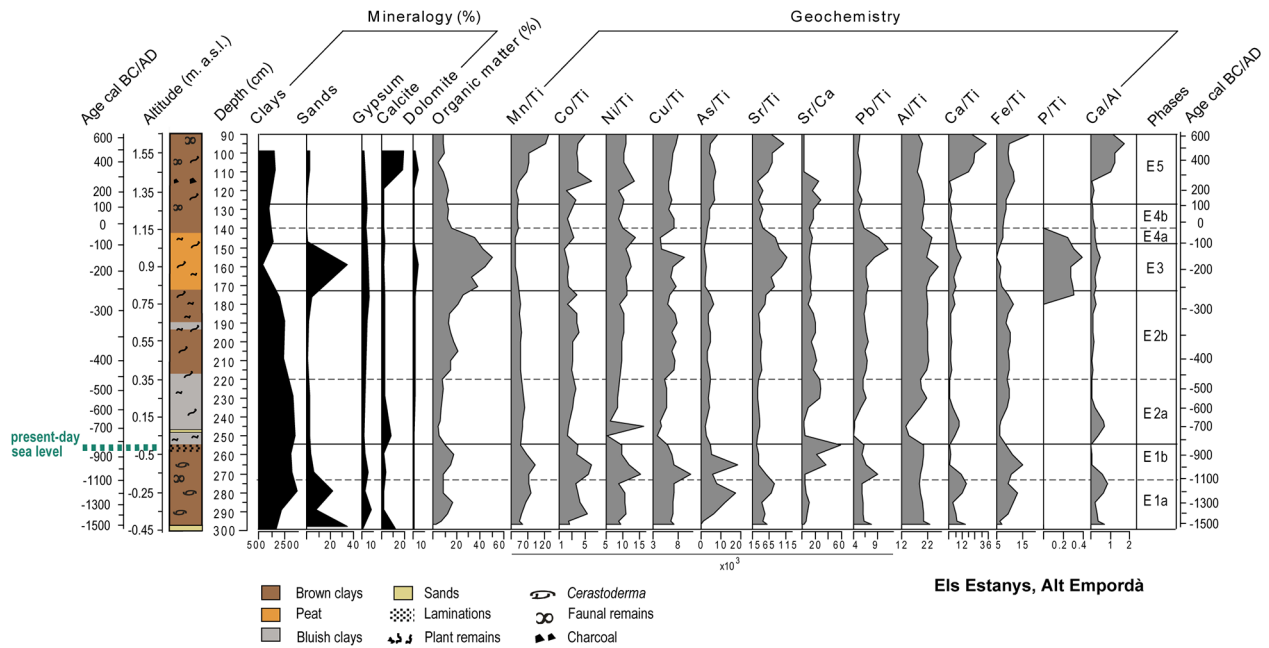 Mineralogy (%)
Geochemistry
Age cal BC/AD
Altitude (m. a.s.l.)
Depth (cm)
Clays
Sands
Gypsum
Calcite
Dolomite
Organic matter (%)
Mn/Ti
Co/Ti
Ni/Ti
Cu/Ti
As/Ti
Sr/Ti
Sr/Ca
Pb/Ti
Al/Ti
Ca/Ti
Fe/Ti
P/Ti
Ca/Al
Phases
Age cal BC/AD
600
400
200
100
0
-100
-200
-300
-400
-500
-600
-700
-900
-1100
-1300
-1500
1.55
1.35
1.15
0.9
0.75
0.55
0.35
0.15
-0.5
-0.25
-0.45
90
100
110
120
130
140
150
160
170
180
190
200
210
220
230
240
250
260
270
280
290
300
present-day
sea level
E5
E4b
E4a
E3
E2b
E2a
E1b
E1a
600
400
200
100
0
-100
-200
-300
-400
-500
-600
-700
-900
-1100
-1300
-1500
500 2500
20 40
10
20
10
20 40 60
70 120
1 5 10
5 10 15
3 8
0 10 20
15 65 115
20 60
4 9
12 22
12 36
5 15
0.2 0.4
1 2
x10³
Els Estanys, Alt Empordà
Brown clays
Sands
Cerastoderma
Peat
Laminations
Faunal remains
Bluish clays
Plant remains
Charcoal